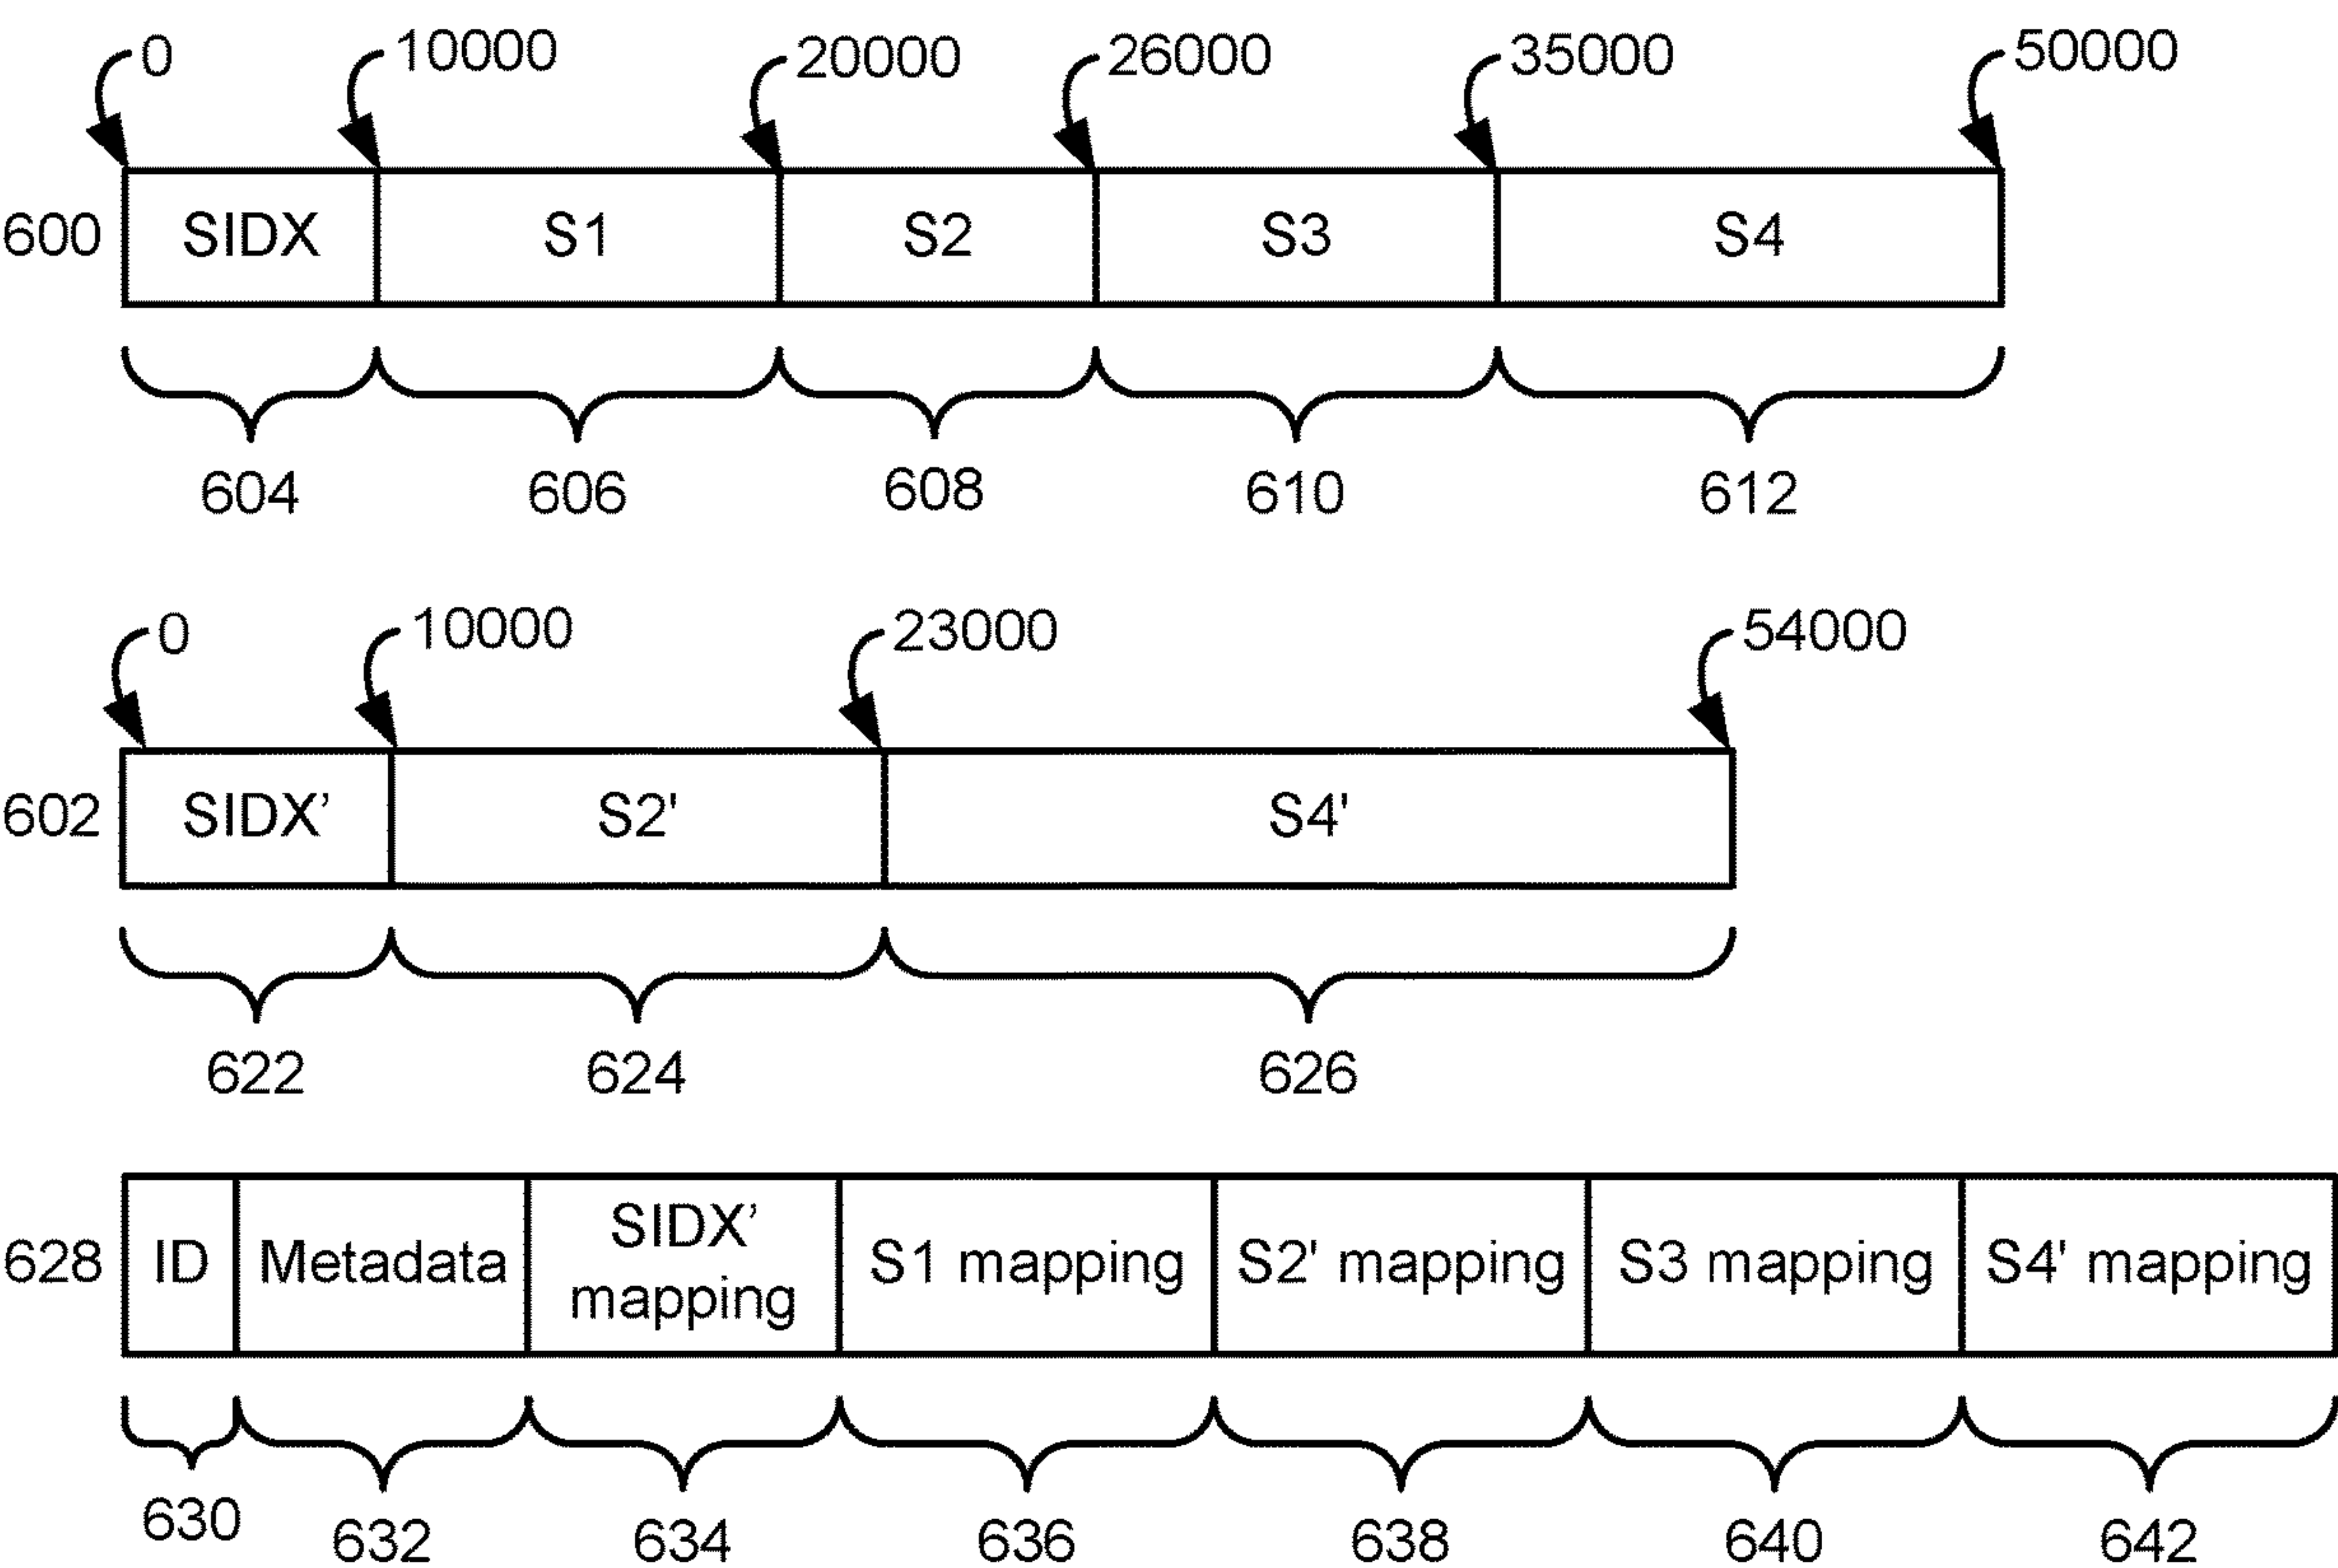 0 10000 20000 26000 35000 50000
600 SIDX S1 S2 S3 S4
604 606 608 610 612
0 10000 23000 54000
602 SIDX’ S2' S4'
622 624 626
628 ID Metadata SIDX’ mapping S1 mapping S2' mapping S3 mapping S4' mapping
630 632 634 636 638 640 642